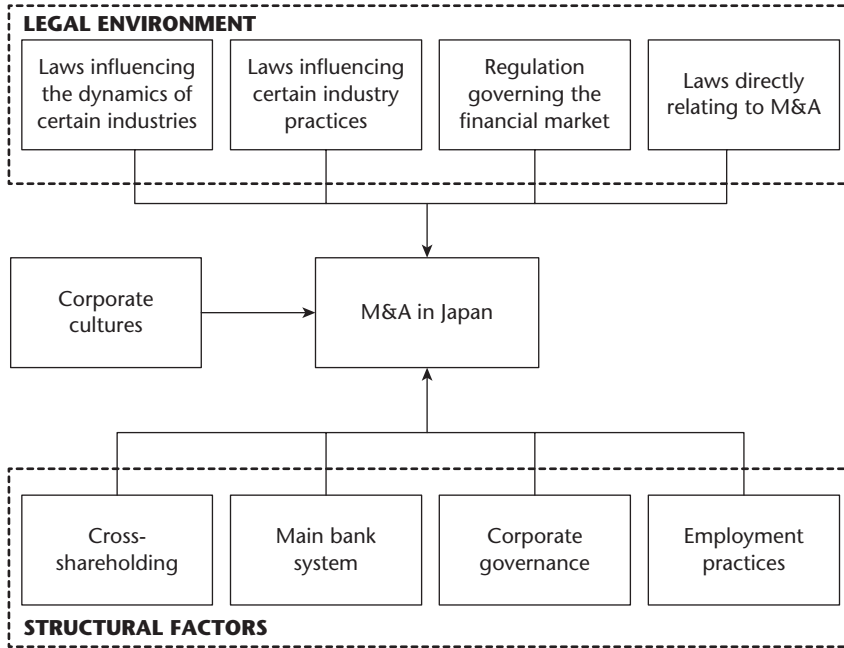 LEGAL ENVIRONMENT
Laws influencing
the dynamics of
certain industries
Laws influencing
certain industry
practices
Regulation
governing the
financial market
Laws directly
relating to M&A
Corporate
cultures
M&A in Japan
Cross-
shareholding
Main bank
system
Corporate
governance
Employment
practices
STRUCTURAL FACTORS